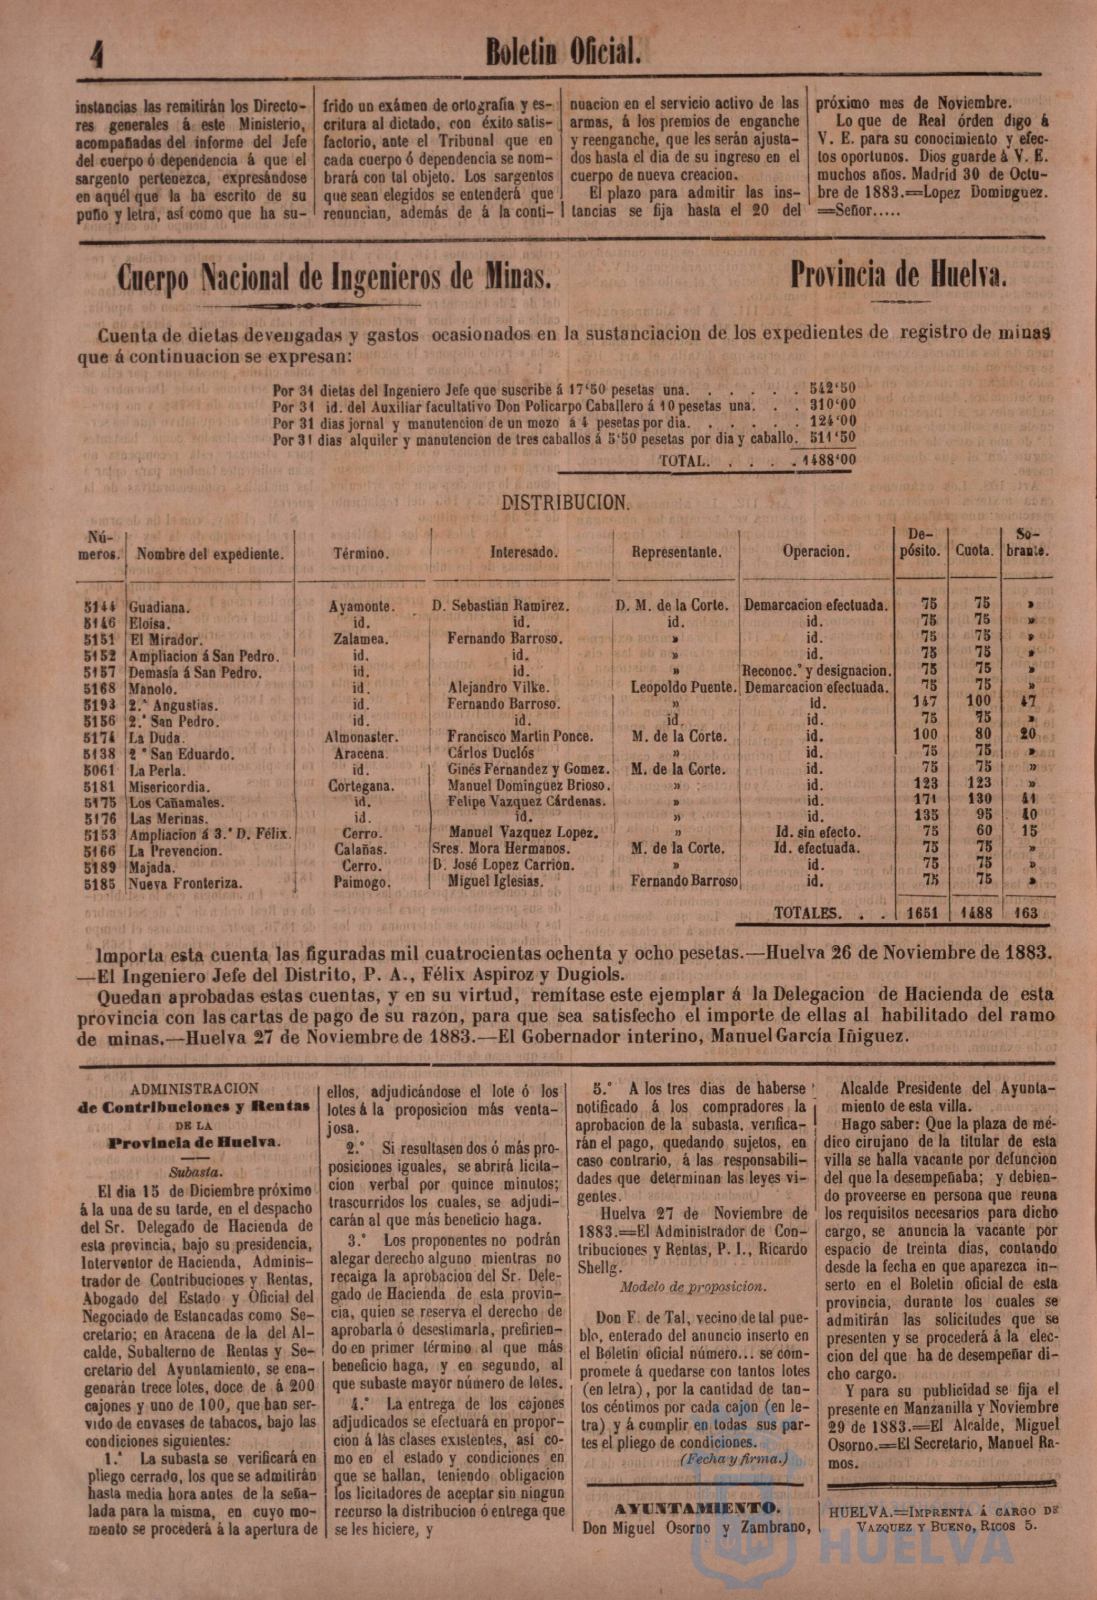 4
Boletin Oficial.
instancias las remitirán los Directo-
res generales á este Ministerio,
acompañadas del informe del Jefe
del cuerpo ó dependencia á que el
sargento pertenezca, expresándose
en aquél que la ha escrito de su
puño y letra, así como que ha su-
frido un exámen de ortografía y es-
critura al dictado, con éxito satis-
factorio, ante el Tribunal que en
cada cuerpo ó dependencia se nom-
brará con tal objeto. Los sargentos
que sean elegidos se entenderá que
renuncian, además de á la conti-
nuacion en el servicio activo de las
armas, á los premios de enganche
y reenganche, que les serán ajusta-
dos hasta el dia de su ingreso en el
cuerpo de nueva creacion.
El plazo para admitir las ins-
tancias se fija hasta el 20 del
próximo mes de Noviembre.
Lo que de Real órden digo á
V. E. para su conocimiento y efec-
tos oportunos. Dios guarde á V. E.
muchos años. Madrid 30 de Octu-
bre de 1883.=Lopez Dominguez.
=Señor.....
Cuerpo Nacional de Ingenieros de Minas.
Provincia de Huelva.
Cuenta de dietas devengadas y gastos ocasionados en la sustanciacion de los expedientes de registro de minas
que á continuacion se expresan:
Por 31 dietas del Ingeniero Jefe que suscribe á 17'50 pesetas una. . . . . . 542'50
Por 31 id. del Auxiliar facultativo Don Policarpo Caballero á 10 pesetas una. . . 310'00
Por 31 dias jornal y manutencion de un mozo á 4 pesetas por dia. . . . . . 124'00
Por 31 dias alquiler y manutencion de tres caballos á 5'50 pesetas por dia y caballo. 511'50
TOTAL. . . . . 1488'00
DISTRIBUCION.
Nú-meros. Nombre del expediente. Término. Interesado. Representante. Operacion. De-pósito. Cuota. So-brante.
5144 Guadiana. Ayamonte. D. Sebastian Ramirez. D. M. de la Corte. Demarcacion efectuada. 75 75 »
5146 Eloisa. id. id. id. id. 75 75 »
5151 El Mirador. Zalamea. Fernando Barroso. » id. 75 75 »
5152 Ampliacion á San Pedro. id. id. » id. 75 75 »
5157 Demasía á San Pedro. id. id. » Reconoc.° y designacion. 75 75 »
5168 Manolo. id. Alejandro Vilke. Leopoldo Puente. Demarcacion efectuada. 75 75 »
5193 2.ª Angustias. id. Fernando Barroso. » id. 147 100 47
5156 2.° San Pedro. id. id. id. id. 75 75 »
5174 La Duda. Almonaster. Francisco Martin Ponce. M. de la Corte. id. 100 80 20
5138 2.° San Eduardo. Aracena. Cárlos Duclós » id. 75 75 »
5061 La Perla. id. Ginés Fernandez y Gomez. M. de la Corte. id. 75 75 »
5181 Misericordia. Cortegana. Manuel Dominguez Brioso. » id. 123 123 »
5175 Los Cañamales. id. Felipe Vazquez Cárdenas. » id. 171 130 41
5176 Las Merinas. id. id. » id. 135 95 40
5153 Ampliacion á 3.ª D. Félix. Cerro. Manuel Vazquez Lopez. » Id. sin efecto. 75 60 15
5166 La Prevencion. Calañas. Sres. Mora Hermanos. M. de la Corte. Id. efectuada. 75 75 »
5189 Majada. Cerro. D. José Lopez Carrion. » id. 75 75 »
5185 Nueva Fronteriza. Paimogo. Miguel Iglesias. Fernando Barroso id. 75 75 »
TOTALES. . . 1651 1488 163
Importa esta cuenta las figuradas mil cuatrocientas ochenta y ocho pesetas.—Huelva 26 de Noviembre de 1883.
—El Ingeniero Jefe del Distrito, P. A., Félix Aspiroz y Dugiols.
Quedan aprobadas estas cuentas, y en su virtud, remítase este ejemplar á la Delegacion de Hacienda de esta
provincia con las cartas de pago de su razon, para que sea satisfecho el importe de ellas al habilitado del ramo
de minas.—Huelva 27 de Noviembre de 1883.—El Gobernador interino, Manuel García Iñiguez.
ADMINISTRACION
de Contribuciones y Rentas
DE LA
Provincia de Huelva.
Subasta.
El dia 15 de Diciembre próximo
á la una de su tarde, en el despacho
del Sr. Delegado de Hacienda de
esta provincia, bajo su presidencia,
Interventor de Hacienda, Adminis-
trador de Contribuciones y Rentas,
Abogado del Estado y Oficial del
Negociado de Estancadas como Se-
cretario; en Aracena de la del Al-
calde, Subalterno de Rentas y Se-
cretario del Ayuntamiento, se ena-
genarán trece lotes, doce de á 200
cajones y uno de 100, que han ser-
vido de envases de tabacos, bajo las
condiciones siguientes:
1.ª La subasta se verificará en
pliego cerrado, los que se admitirán
hasta media hora antes de la seña-
lada para la misma, en cuyo mo-
mento se procederá á la apertura de
ellos, adjudicándose el lote ó los
lotes á la proposicion más venta-
josa.
2.ª Si resultasen dos ó más pro-
posiciones iguales, se abrirá licita-
cion verbal por quince minutos;
trascurridos los cuales, se adjudi-
carán al que más beneficio haga.
3.ª Los proponentes no podrán
alegar derecho alguno mientras no
recaiga la aprobacion del Sr. Dele-
gado de Hacienda de esta provin-
cia, quien se reserva el derecho de
aprobarla ó desestimarla, prefirien-
do en primer término al que más
beneficio haga, y en segundo, al
que subaste mayor número de lotes.
4.ª La entrega de los cajones
adjudicados se efectuará en propor-
cion á las clases existentes, así co-
mo en el estado y condiciones en
que se hallan, teniendo obligacion
los licitadores de aceptar sin ningun
recurso la distribucion ó entrega que
se les hiciere, y
5.ª A los tres dias de haberse
notificado á los compradores la
aprobacion de la subasta, verifica-
rán el pago, quedando sujetos, en
caso contrario, á las responsabili-
dades que determinan las leyes vi-
gentes.
Huelva 27 de Noviembre de
1883.=El Administrador de Con-
tribuciones y Rentas, P. I., Ricardo
Shellg.
Modelo de proposicion.
Don F. de Tal, vecino de tal pue-
blo, enterado del anuncio inserto en
el Boletin oficial número... se com-
promete á quedarse con tantos lotes
(en letra), por la cantidad de tan-
tos céntimos por cada cajon (en le-
tra) y á cumplir en todas sus par-
tes el pliego de condiciones.
(Fecha y firma.)
AYUNTAMIENTO.
Don Miguel Osorno y Zambrano,
Alcalde Presidente del Ayunta-
miento de esta villa.
Hago saber: Que la plaza de mé-
dico cirujano de la titular de esta
villa se halla vacante por defuncion
del que la desempeñaba; y debien-
do proveerse en persona que reuna
los requisitos necesarios para dicho
cargo, se anuncia la vacante por
espacio de treinta dias, contando
desde la fecha en que aparezca in-
serto en el Boletin oficial de esta
provincia, durante los cuales se
admitirán las solicitudes que se
presenten y se procederá á la elec-
cion del que ha de desempeñar di-
cho cargo.
Y para su publicidad se fija el
presente en Manzanilla y Noviembre
29 de 1883.=El Alcalde, Miguel
Osorno.=El Secretario, Manuel Ra-
mos.
HUELVA.=IMPRENTA Á CARGO DE
VAZQUEZ Y BUENO, RICOS 5.
HUELVA